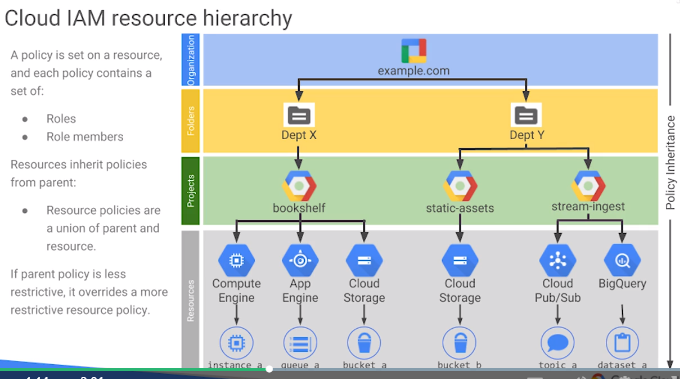 Cloud IAM resource hierarchy
A policy is set on a resource,
and each policy contains a
set of:
● Roles
● Role members
Resources inherit policies
from parent:
● Resource policies are
a union of parent and
resource.
If parent policy is less
restrictive, it overrides a more
restrictive resource policy.
Organization
example.com
Folders
Dept X
Dept Y
Projects
bookshelf
static-assets
stream-ingest
Resources
Compute
Engine
App
Engine
Cloud
Storage
Cloud
Storage
Cloud
Pub/Sub
BigQuery
instance_a
queue_a
bucket_a
bucket_b
topic_a
dataset_a
Policy Inheritance